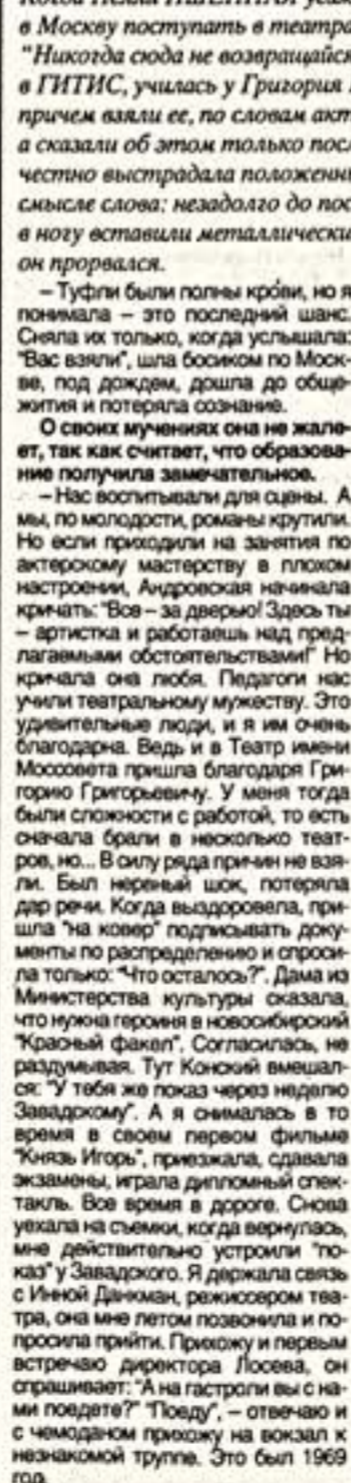 в Москву поступать в театра
"Никогда сюда не возвращайся
в ГИТИС, училась у Григория
причем взяли ее, по словам акт
а сказали об этом только посл
честно выстрадала положенн
смысле слова: незадолго до пос
в ногу вставили металлически
он прорвался.
– Туфли были полны крови, но я
понимала – это последний шанс.
Сняла их только, когда услышала:
"Вас взяли", шла босиком по Моск-
ве, под дождем, дошла до обще-
жития и потеряла сознание.
О своих мучениях она не жале-
ет, так как считает, что образова-
ние получила замечательное.
– Нас воспитывали для сцены. А
мы, по молодости, романы крутили.
Но если приходили на занятия по
актерскому мастерству в плохом
настроении, Андровская начинала
кричать: "Все – за дверью! Здесь ты
– артистка и работаешь над пред-
лагаемыми обстоятельствами!" Но
кричала она любя. Педагоги нас
учили театральному мужеству. Это
удивительные люди, и я им очень
благодарна. Ведь и в Театр имени
Моссовета пришла благодаря Гри-
горию Григорьевичу. У меня тогда
были сложности с работой, то есть
сначала брали в несколько теат-
ров, но... В силу ряда причин не взя-
ли. Был нервный шок, потеряла
дар речи. Когда выздоровела, при-
шла "на ковер" подписывать доку-
менты по распределению и спроси-
ла только: "Что осталось?". Дама из
Министерства культуры сказала,
что нужна героиня в новосибирский
"Красный факел". Согласилась, не
раздумывая. Тут Конский вмешал-
ся: "У тебя же показ через неделю
Завадскому". А я снималась в то
время в своем первом фильме
"Князь Игорь", приезжала, сдавала
экзамены, играла дипломный спек-
такль. Все время в дороге. Снова
уехала на съемки, когда вернулась,
мне действительно устроили "по-
каз" у Завадского. Я держала связь
с Инной Данкман, режиссером теа-
тра, она мне летом позвонила и по-
просила прийти. Прихожу и первым
встречаю директора Лосева, он
спрашивает: "А на гастроли вы с на-
ми поедете?" "Поеду", – отвечаю и
с чемоданом прихожу на вокзал к
незнакомой труппе. Это был 1969
год.